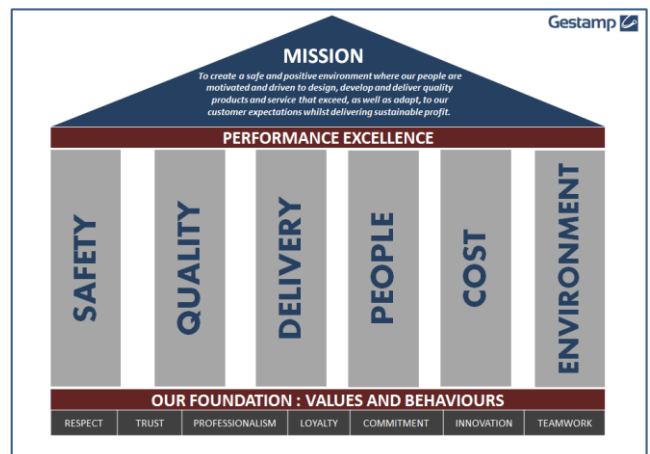 Gestamp
MISSION
To create a safe and positive environment where our people are
motivated and driven to design, develop and deliver quality
products and service that exceed, as well as adapt, to our
customer expectations whilst delivering sustainable profit.
PERFORMANCE EXCELLENCE
SAFETY
QUALITY
DELIVERY
PEOPLE
COST
ENVIRONMENT
OUR FOUNDATION : VALUES AND BEHAVIOURS
RESPECT TRUST PROFESSIONALISM LOYALTY COMMITMENT INNOVATION TEAMWORK